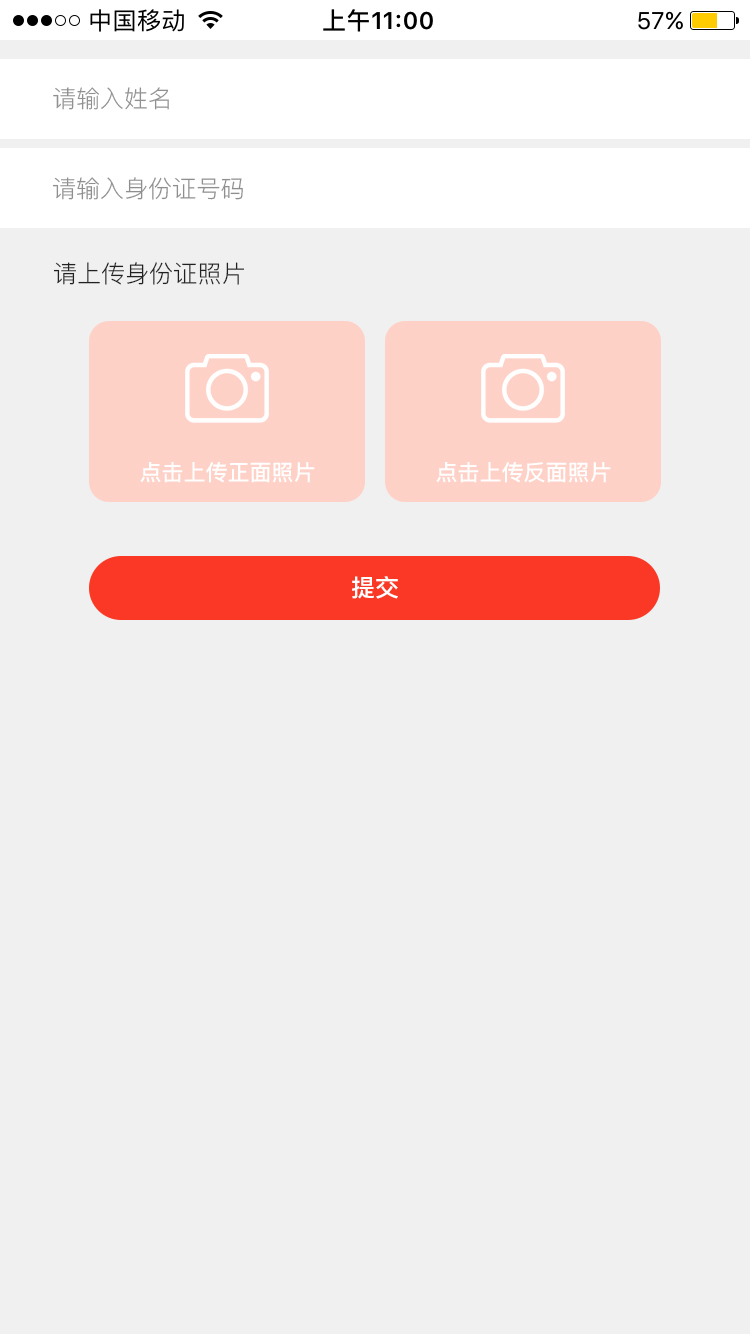 中国移动 上午11:00 57%
请输入姓名
请输入身份证号码
请上传身份证照片
点击上传正面照片 点击上传反面照片
提交